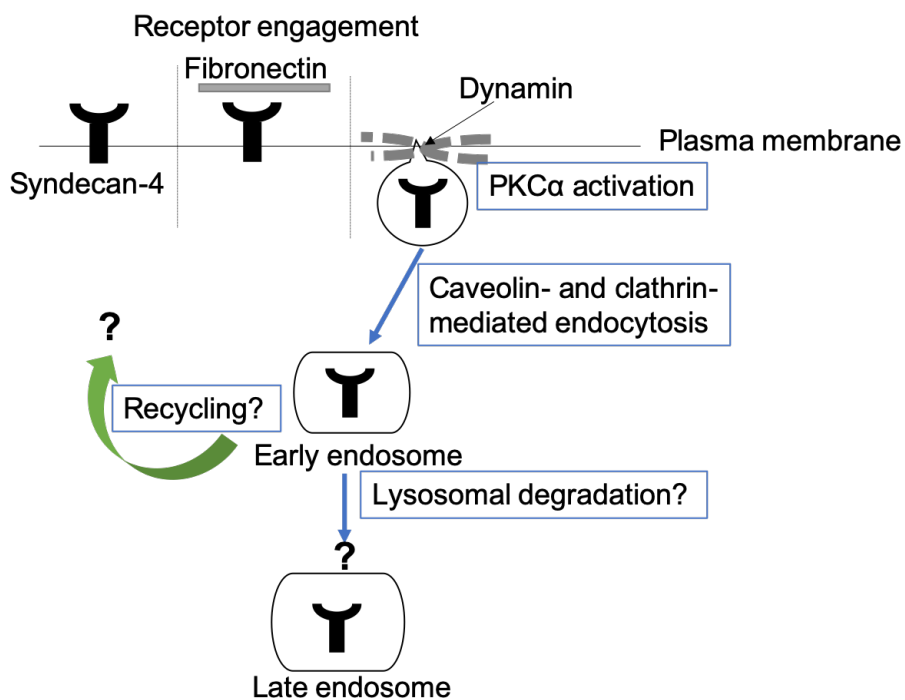 Receptor engagement
Fibronectin
Dynamin
Plasma membrane
Syndecan-4
PKCα activation
Caveolin- and clathrin-
mediated endocytosis
?
Recycling?
Early endosome
Lysosomal degradation?
?
Late endosome